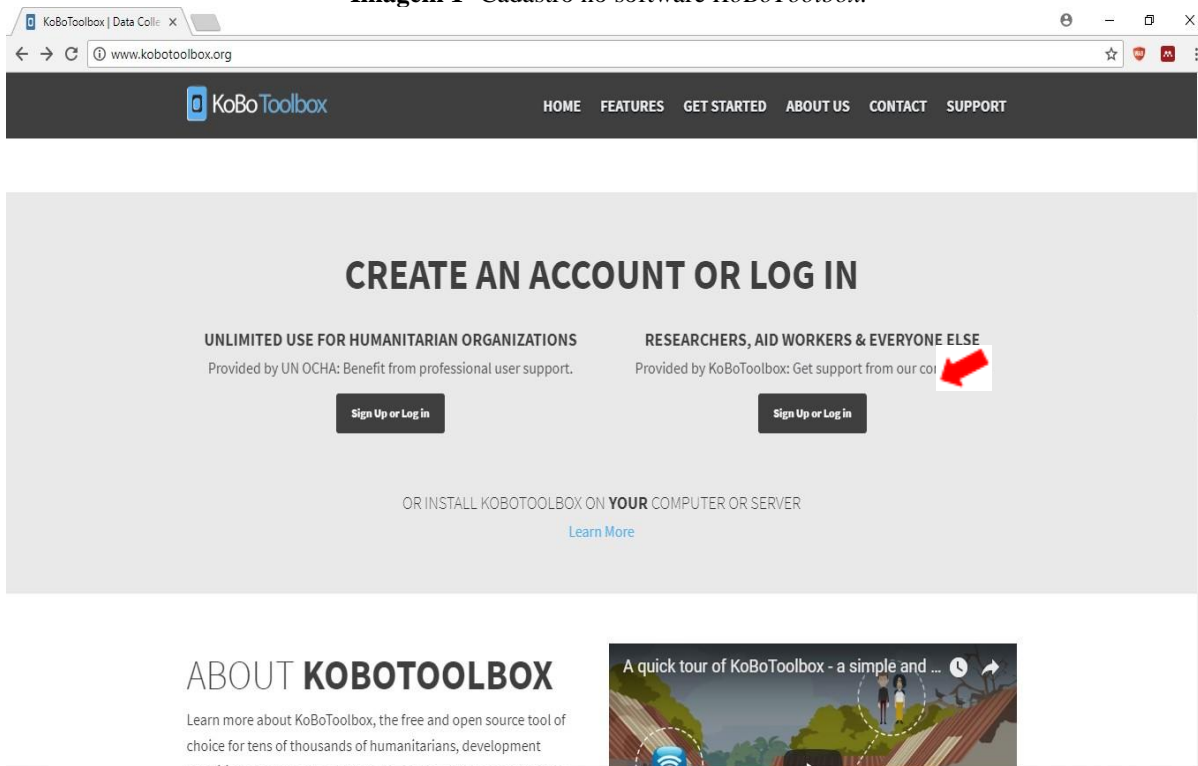 Imagem 1- Cadastro no software KoBoToolbox.
KoBoToolbox | Data Colle
www.kobotoolbox.org
KoBoToolbox HOME FEATURES GET STARTED ABOUT US CONTACT SUPPORT
CREATE AN ACCOUNT OR LOG IN
UNLIMITED USE FOR HUMANITARIAN ORGANIZATIONS
Provided by UN OCHA: Benefit from professional user support.
Sign Up or Log in
RESEARCHERS, AID WORKERS & EVERYONE ELSE
Provided by KoBoToolbox: Get support from our
Sign Up or Log in
OR INSTALL KOBOTOOLBOX ON YOUR COMPUTER OR SERVER
Learn More
ABOUT KOBOTOOLBOX
Learn more about KoBoToolbox, the free and open source tool of
choice for tens of thousands of humanitarians, development
A quick tour of KoBoToolbox - a simple and ...